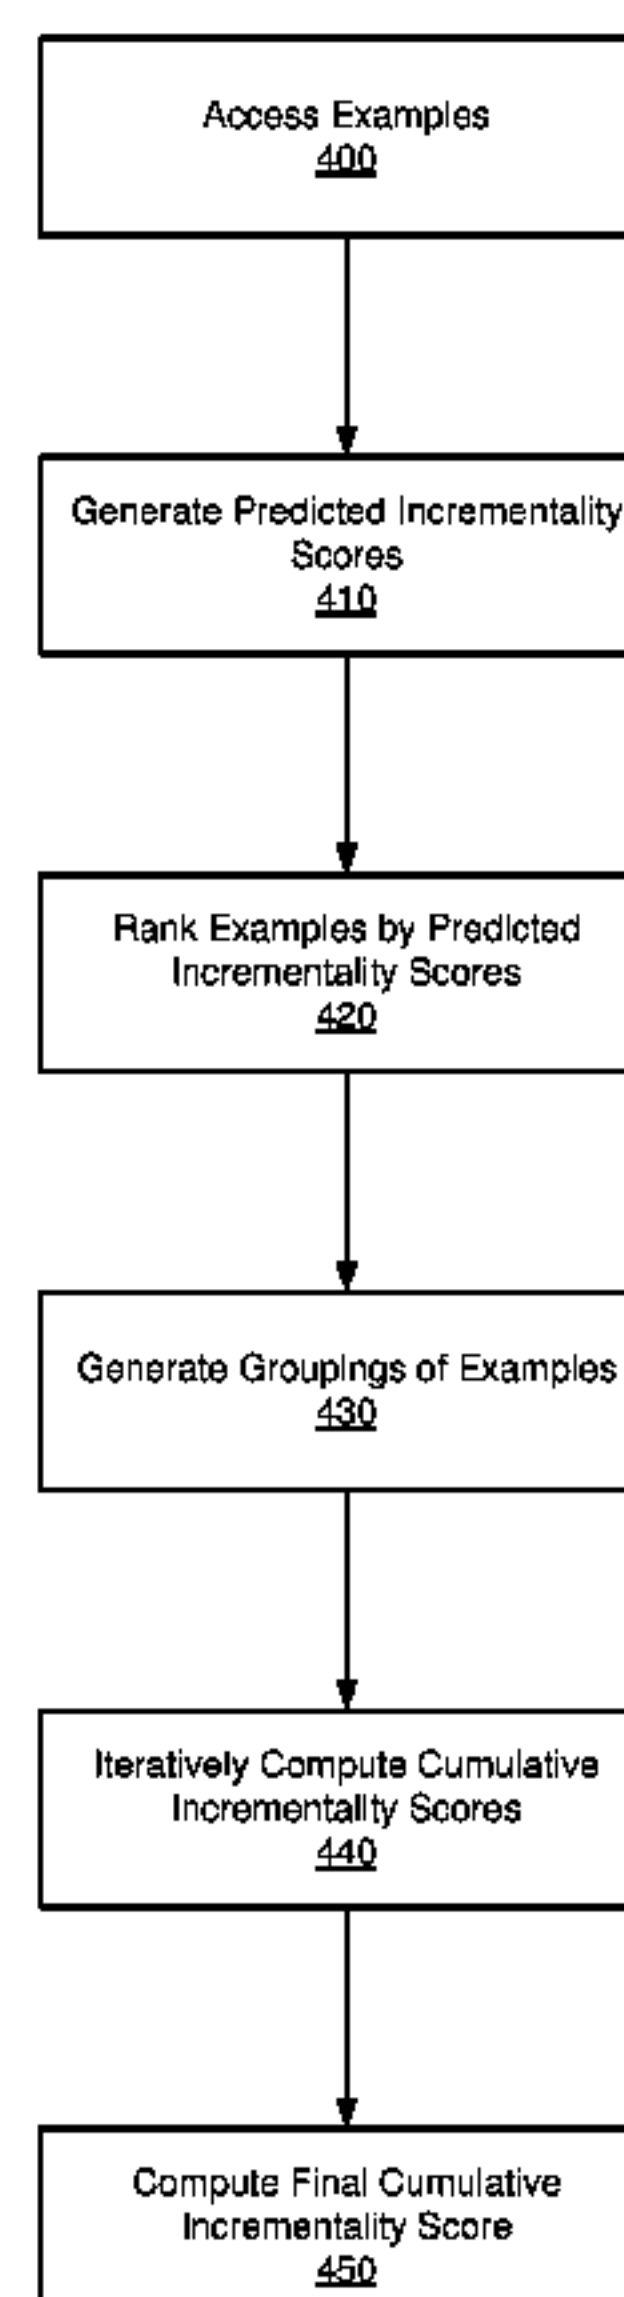 Access Examples
400
Generate Predicted Incrementality
Scores
410
Rank Examples by Predicted
Incrementality Scores
420
Generate Groupings of Examples
430
Iteratively Compute Cumulative
Incrementality Scores
440
Compute Final Cumulative
Incrementality Score
450